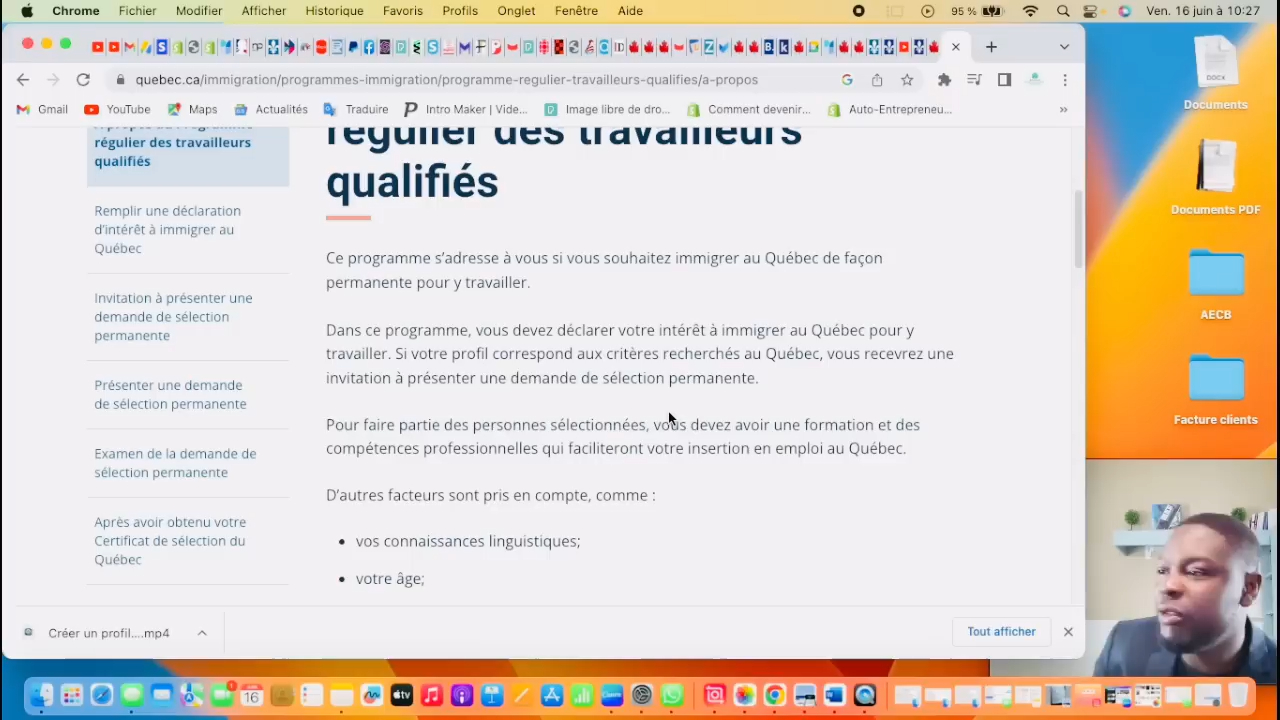 Chrome Fichier Modifier Afficher Historique Favoris Profils Onglet Fenêtre Aide 95 % Ven. 16 juin à 10:27
quebec.ca/immigration/programmes-immigration/programme-regulier-travailleurs-qualifies/a-propos
Gmail YouTube Maps Actualités Traduire Intro Maker | Vide... Image libre de dro... Comment devenir... Auto-Entrepreneu... »
À propos du Programme
régulier des travailleurs
qualifiés
Remplir une déclaration
d'intérêt à immigrer au
Québec
Invitation à présenter une
demande de sélection
permanente
Présenter une demande
de sélection permanente
Examen de la demande de
sélection permanente
Après avoir obtenu votre
Certificat de sélection du
Québec
régulier des travailleurs
qualifiés
Ce programme s'adresse à vous si vous souhaitez immigrer au Québec de façon
permanente pour y travailler.
Dans ce programme, vous devez déclarer votre intérêt à immigrer au Québec pour y
travailler. Si votre profil correspond aux critères recherchés au Québec, vous recevrez une
invitation à présenter une demande de sélection permanente.
Pour faire partie des personnes sélectionnées, vous devez avoir une formation et des
compétences professionnelles qui faciliteront votre insertion en emploi au Québec.
D'autres facteurs sont pris en compte, comme :
• vos connaissances linguistiques;
• votre âge;
Créer un profil....mp4
Tout afficher
DOCX
Documents
Documents PDF
AECB
Facture clients
16